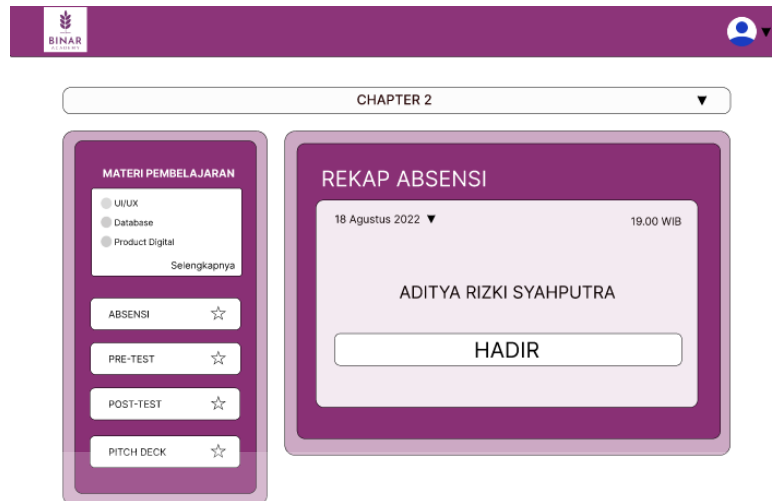 BINAR
ACADEMY
CHAPTER 2
MATERI PEMBELAJARAN
UI/UX
Database
Product Digital
Selengkapnya
ABSENSI
PRE-TEST
POST-TEST
PITCH DECK
REKAP ABSENSI
18 Agustus 2022
19.00 WIB
ADITYA RIZKI SYAHPUTRA
HADIR